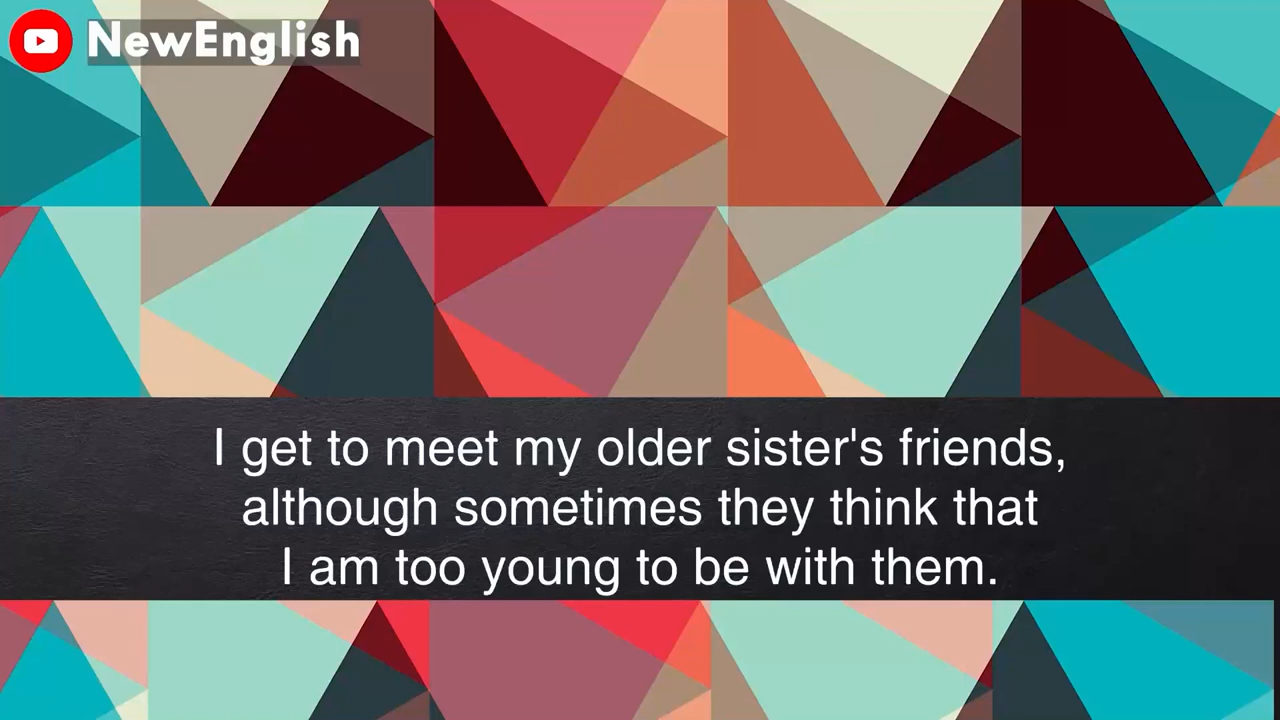 NewEnglish
I get to meet my older sister's friends,
although sometimes they think that
I am too young to be with them.